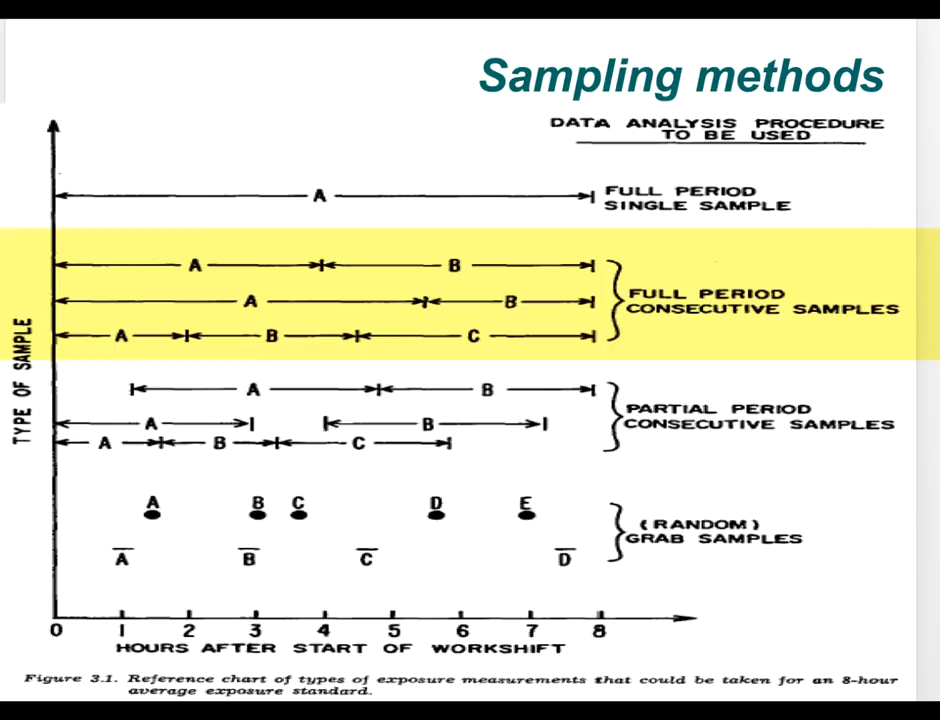 Sampling methods
DATA ANALYSIS PROCEDURE
TO BE USED
A
FULL PERIOD
SINGLE SAMPLE
A B
A B
A B C
FULL PERIOD
CONSECUTIVE SAMPLES
A B
A B
A B C
PARTIAL PERIOD
CONSECUTIVE SAMPLES
A B C D E
A B C D
(RANDOM)
GRAB SAMPLES
TYPE OF SAMPLE
0 1 2 3 4 5 6 7 8
HOURS AFTER START OF WORKSHIFT
Figure 3.1. Reference chart of types of exposure measurements that could be taken for an 8-hour
average exposure standard.